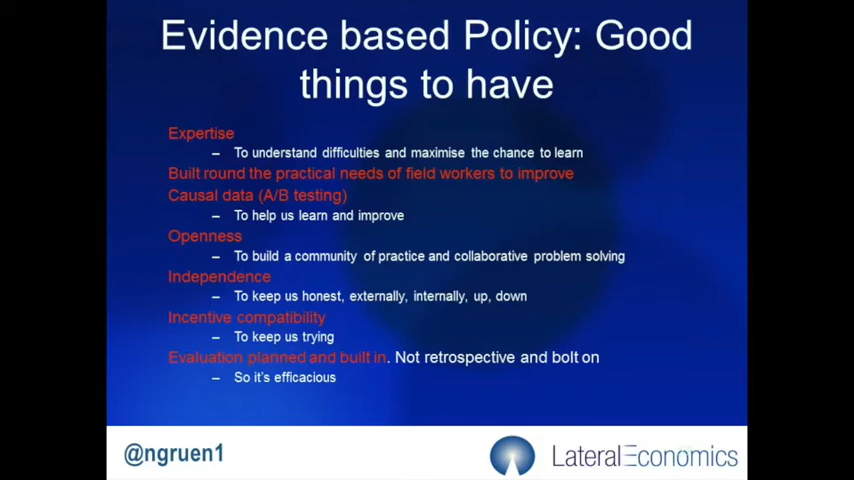 Evidence based Policy: Good
things to have
Expertise
– To understand difficulties and maximise the chance to learn
Built round the practical needs of field workers to improve
Causal data (A/B testing)
– To help us learn and improve
Openness
– To build a community of practice and collaborative problem solving
Independence
– To keep us honest, externally, internally, up, down
Incentive compatibility
– To keep us trying
Evaluation planned and built in. Not retrospective and bolt on
– So it's efficacious
@ngruen1
LateralEconomics